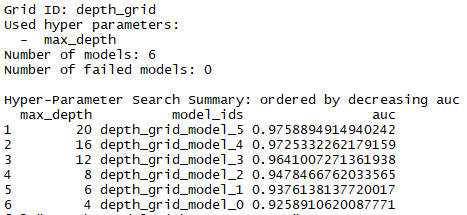 Grid ID: depth_grid
Used hyper parameters:
  -  max_depth
Number of models: 6
Number of failed models: 0

Hyper-Parameter Search Summary: ordered by decreasing auc
  max_depth          model_ids                auc
1        20 depth_grid_model_5 0.9758894914940242
2        16 depth_grid_model_4 0.9725332262179159
3        12 depth_grid_model_3 0.9641007271361938
4         8 depth_grid_model_2 0.9478466762033565
5         6 depth_grid_model_1 0.9376138137720017
6         4 depth_grid_model_0 0.9258910620087771